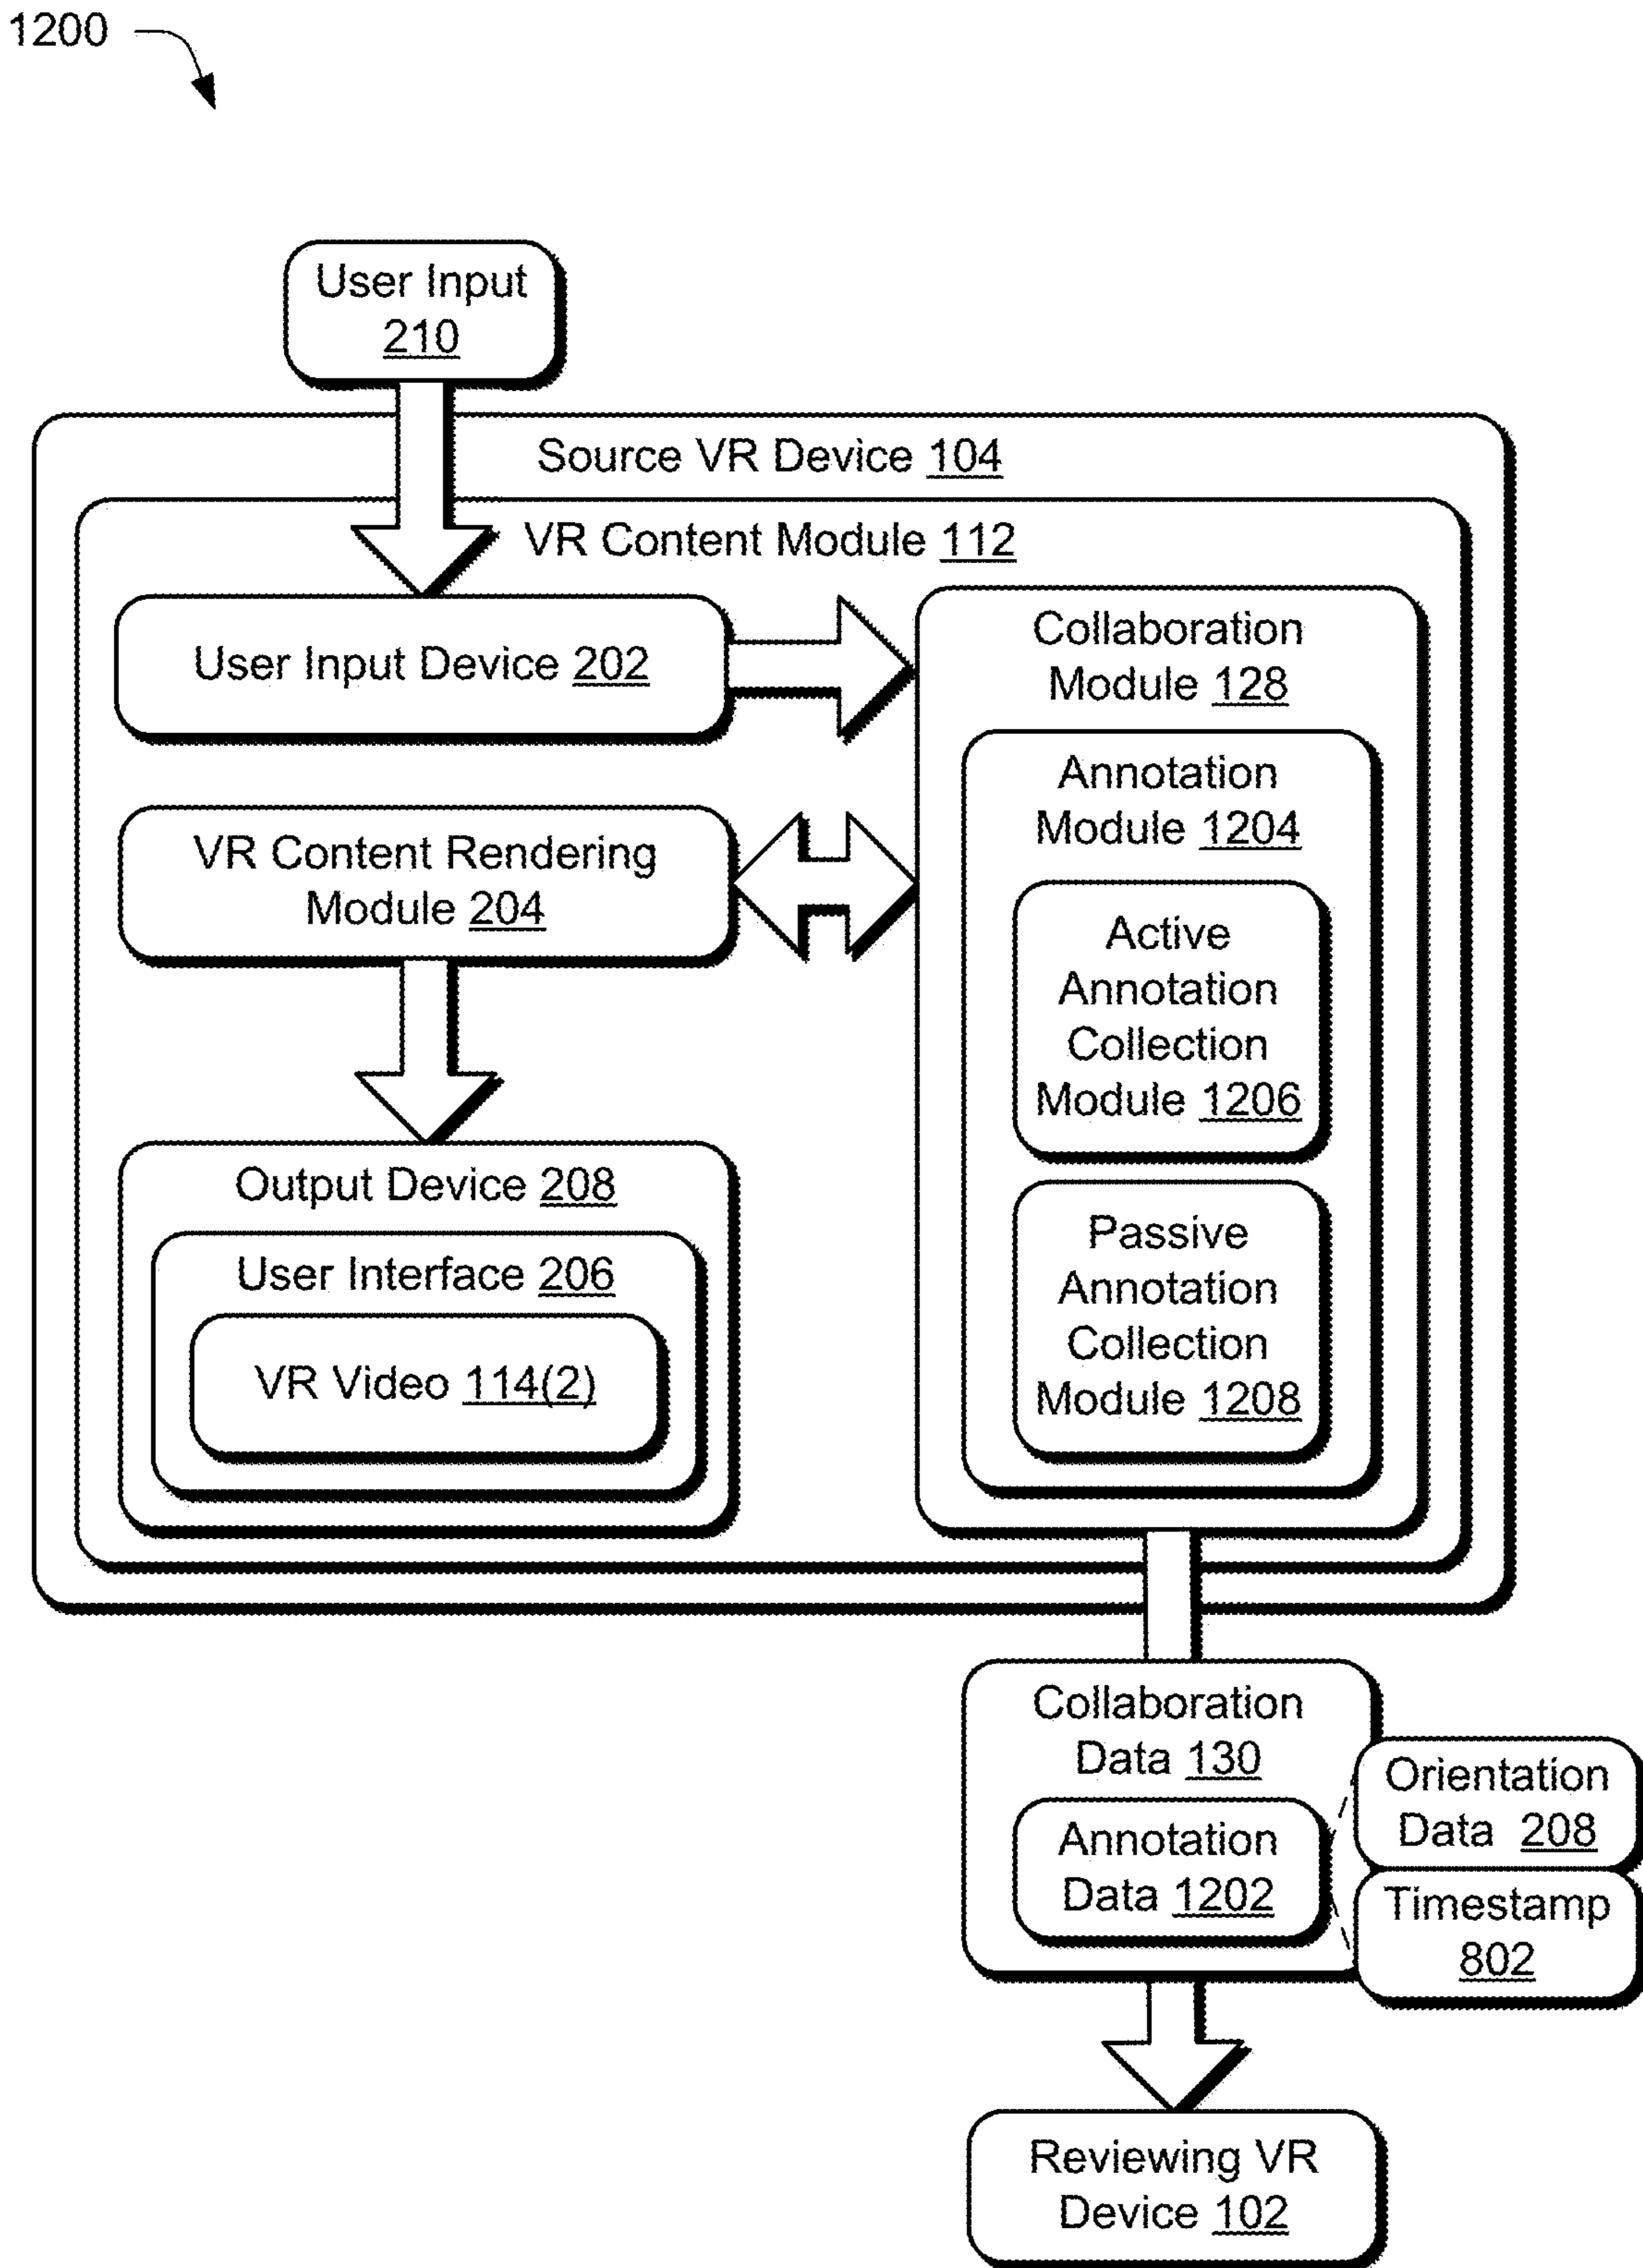 1200
User Input
210
Source VR Device 104
VR Content Module 112
User Input Device 202
Collaboration
Module 128
Annotation
Module 1204
VR Content Rendering
Module 204
Active
Annotation
Collection
Module 1206
Output Device 208
User Interface 206
VR Video 114(2)
Passive
Annotation
Collection
Module 1208
Collaboration
Data 130
Annotation
Data 1202
Orientation
Data 208
Timestamp
802
Reviewing VR
Device 102